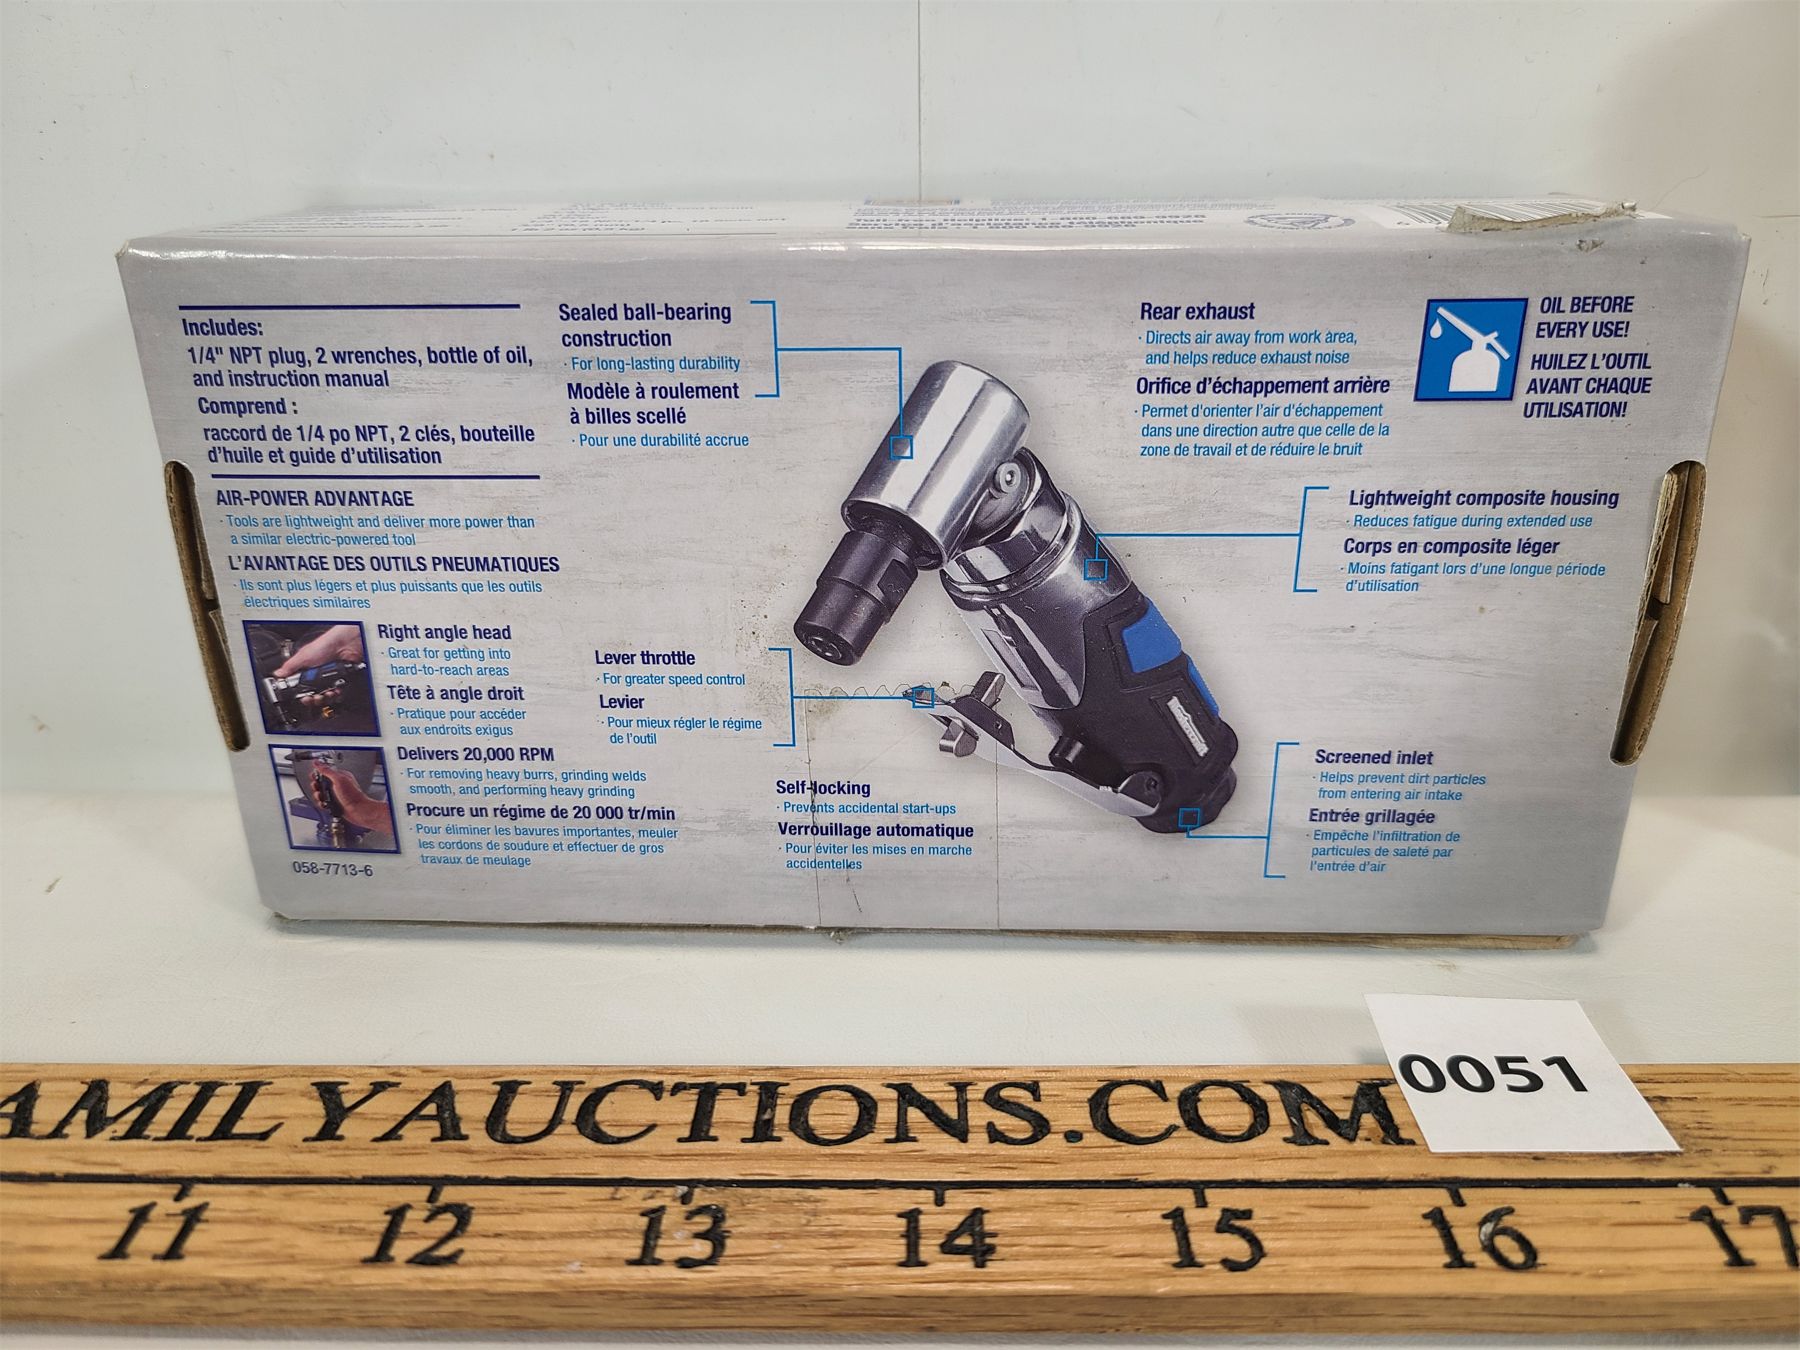 Toll-free Helpline: 1-800-689-9928
sans frais : 1 800 689-9928
Includes:
1/4" NPT plug, 2 wrenches, bottle of oil,
and instruction manual
Comprend :
raccord de 1/4 po NPT, 2 clés, bouteille
d'huile et guide d'utilisation
AIR-POWER ADVANTAGE
· Tools are lightweight and deliver more power than
a similar electric-powered tool
L'AVANTAGE DES OUTILS PNEUMATIQUES
· Ils sont plus légers et plus puissants que les outils
électriques similaires
Right angle head
· Great for getting into
hard-to-reach areas
Tête à angle droit
· Pratique pour accéder
aux endroits exigus
Delivers 20,000 RPM
· For removing heavy burrs, grinding welds
smooth, and performing heavy grinding
Procure un régime de 20 000 tr/min
· Pour éliminer les bavures importantes, meuler
les cordons de soudure et effectuer de gros
travaux de meulage
058-7713-6
Sealed ball-bearing
construction
· For long-lasting durability
Modèle à roulement
à billes scellé
· Pour une durabilité accrue
Lever throttle
· For greater speed control
Levier
· Pour mieux régler le régime
de l'outil
Self-locking
· Prevents accidental start-ups
Verrouillage automatique
· Pour éviter les mises en marche
accidentelles
Rear exhaust
· Directs air away from work area,
and helps reduce exhaust noise
Orifice d'échappement arrière
· Permet d'orienter l'air d'échappement
dans une direction autre que celle de la
zone de travail et de réduire le bruit
OIL BEFORE
EVERY USE!
HUILEZ L'OUTIL
AVANT CHAQUE
UTILISATION!
Lightweight composite housing
· Reduces fatigue during extended use
Corps en composite léger
· Moins fatigant lors d'une longue période
d'utilisation
Screened inlet
· Helps prevent dirt particles
from entering air intake
Entrée grillagée
· Empêche l'infiltration de
particules de saleté par
l'entrée d'air
0051
AMILYAUCTIONS.COM
11 12 13 14 15 16 17